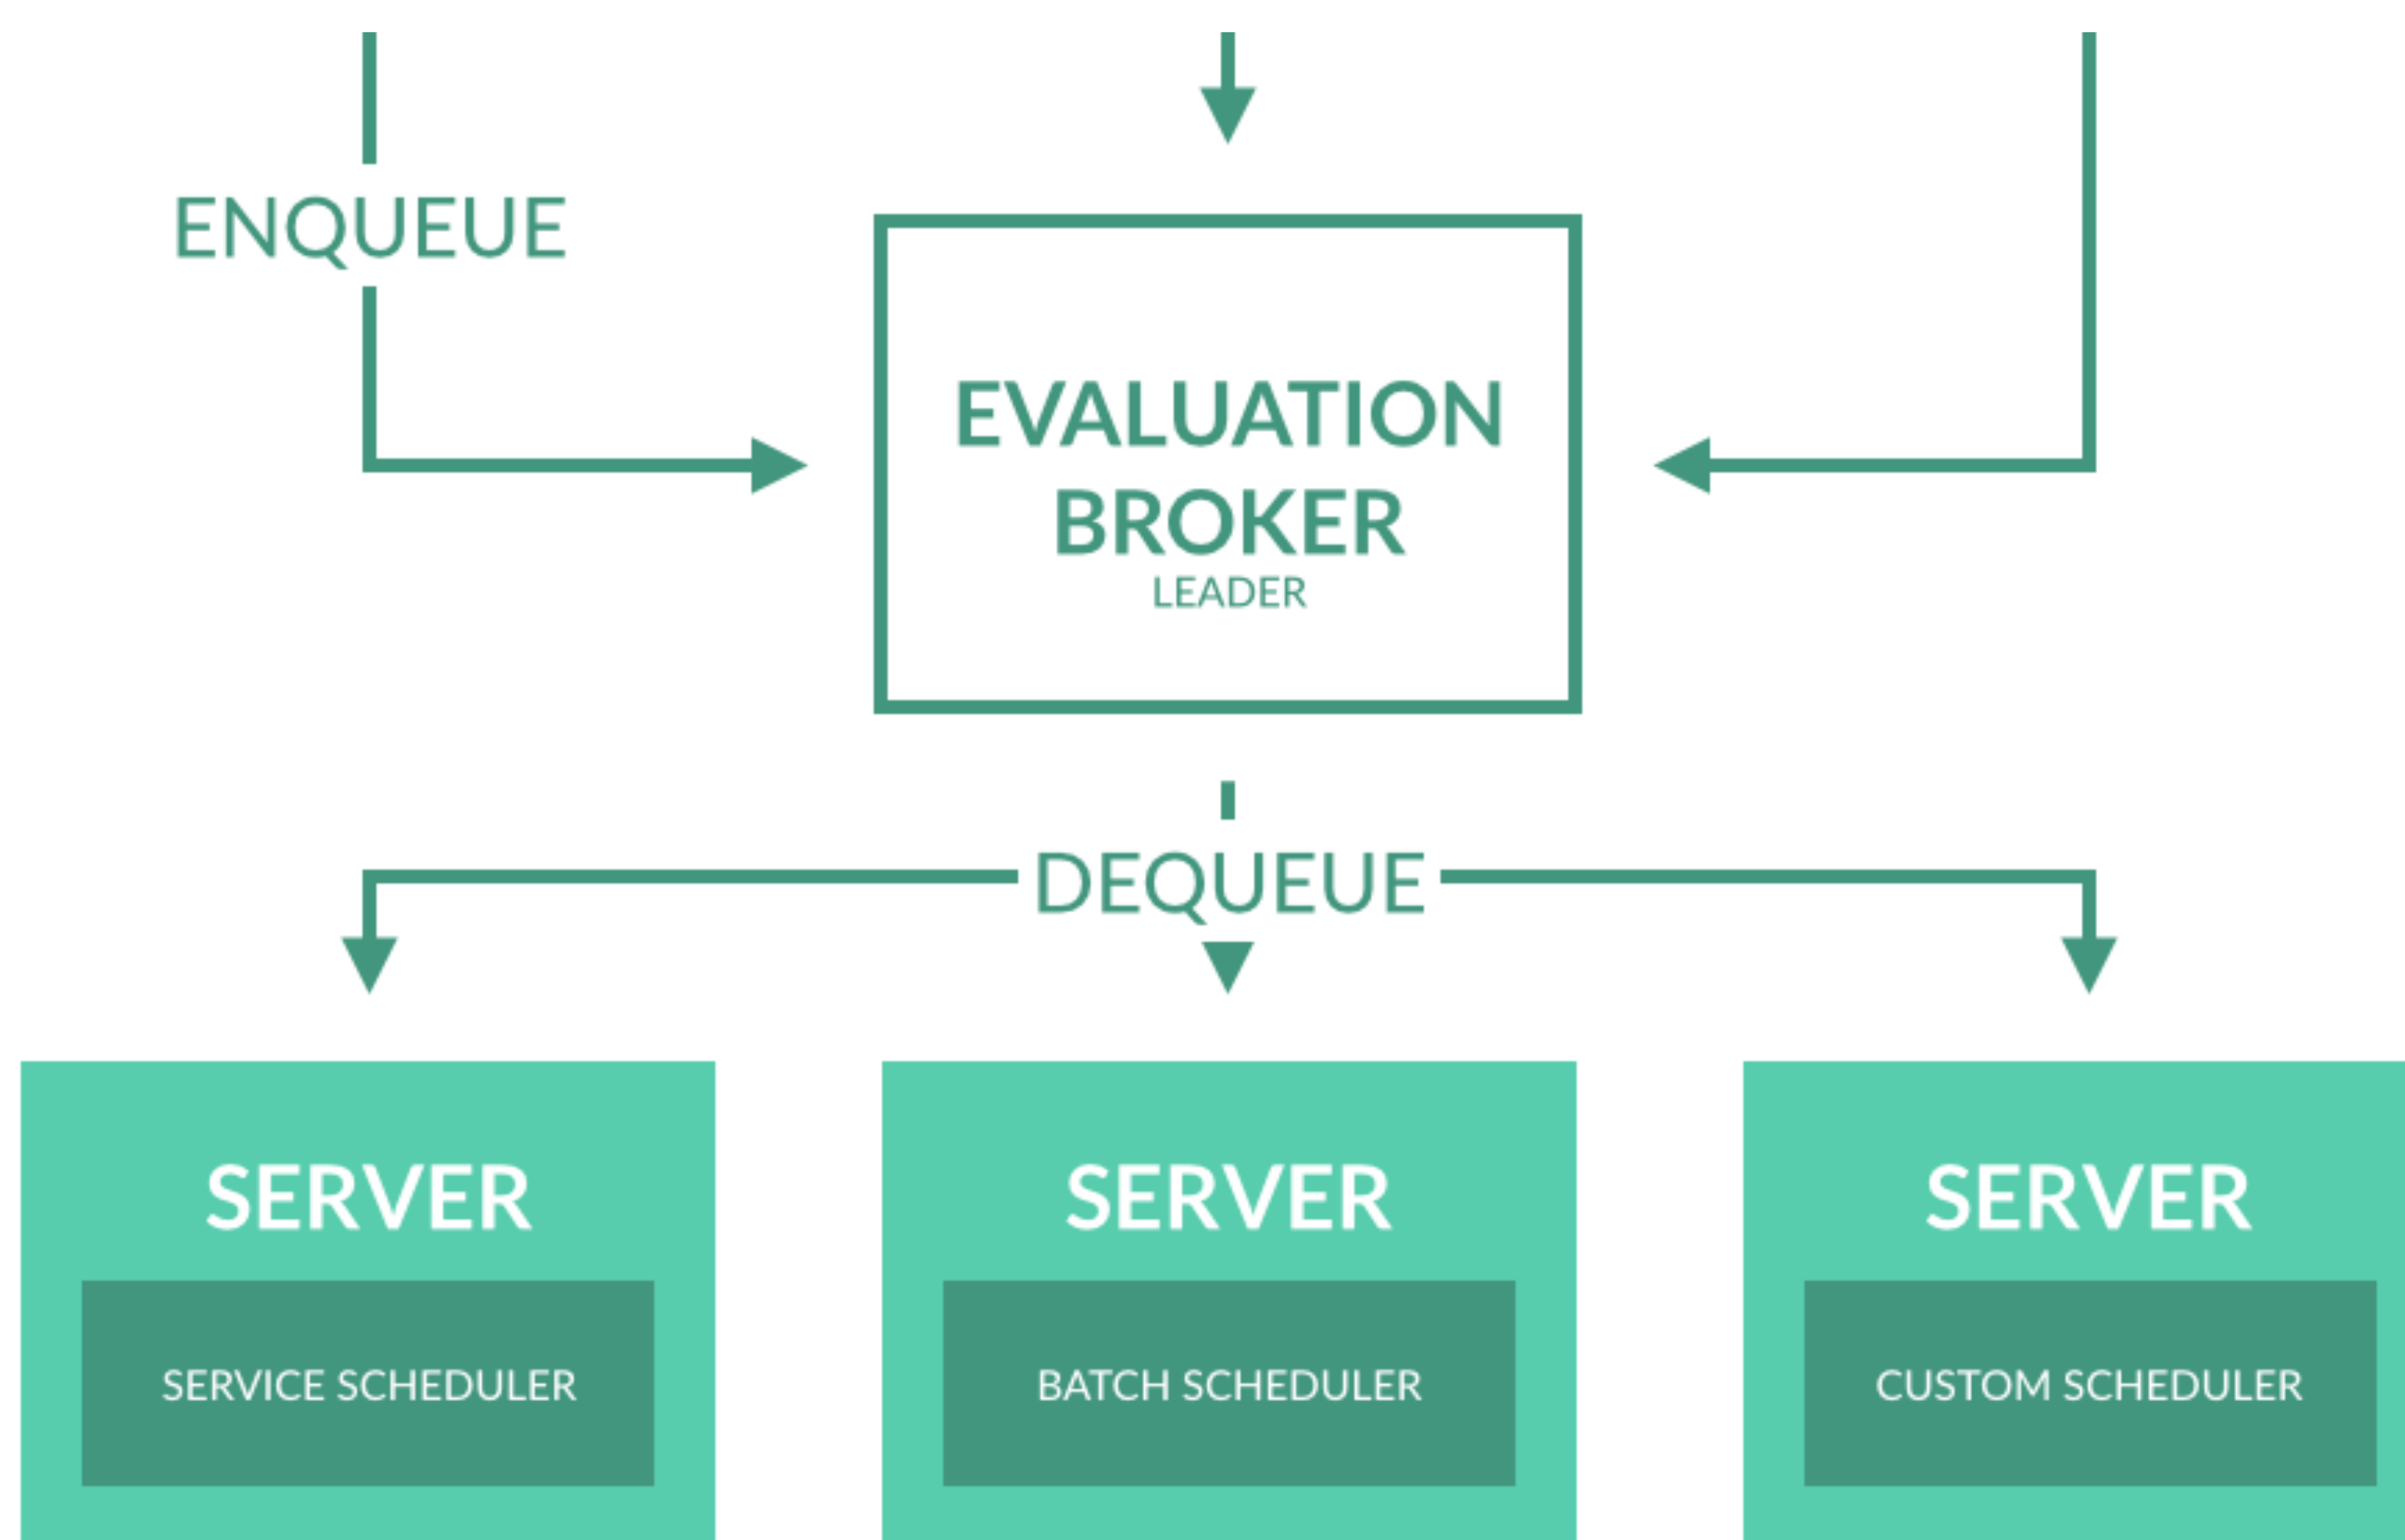 ENQUEUE
EVALUATION
BROKER
LEADER
DEQUEUE
SERVER
SERVICE SCHEDULER
SERVER
BATCH SCHEDULER
SERVER
CUSTOM SCHEDULER